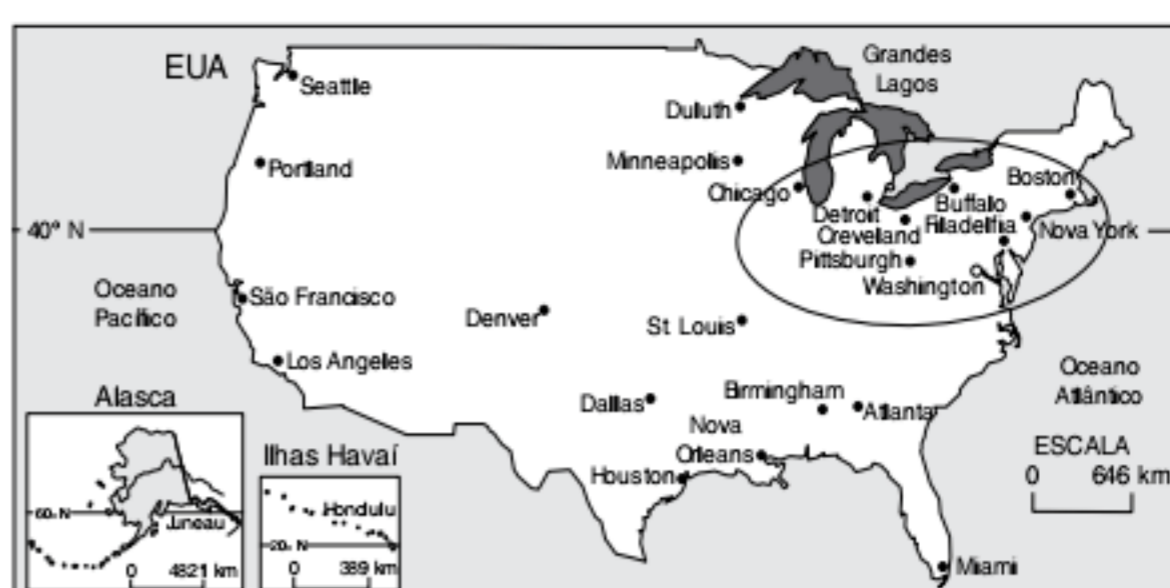 EUA
Grandes
Lagos
Seattle
Duluth
Minneapolis
Portland
Chicago
Boston
Detroit
Buffalo
Creveland
Filadelfia
40° N
Nova York
Pittsburgh
Washington
Oceano
Pacífico
São Francisco
Denver
St Louis
Los Angeles
Oceano
Atlântico
Birmingham
Dallas
Atlanta
Nova
Orleans
Houston
ESCALA
0 646 km
Miami
Alasca
60° N
Juneau
0 4821 km
Ilhas Havaí
Hondulu
20° N
0 389 km